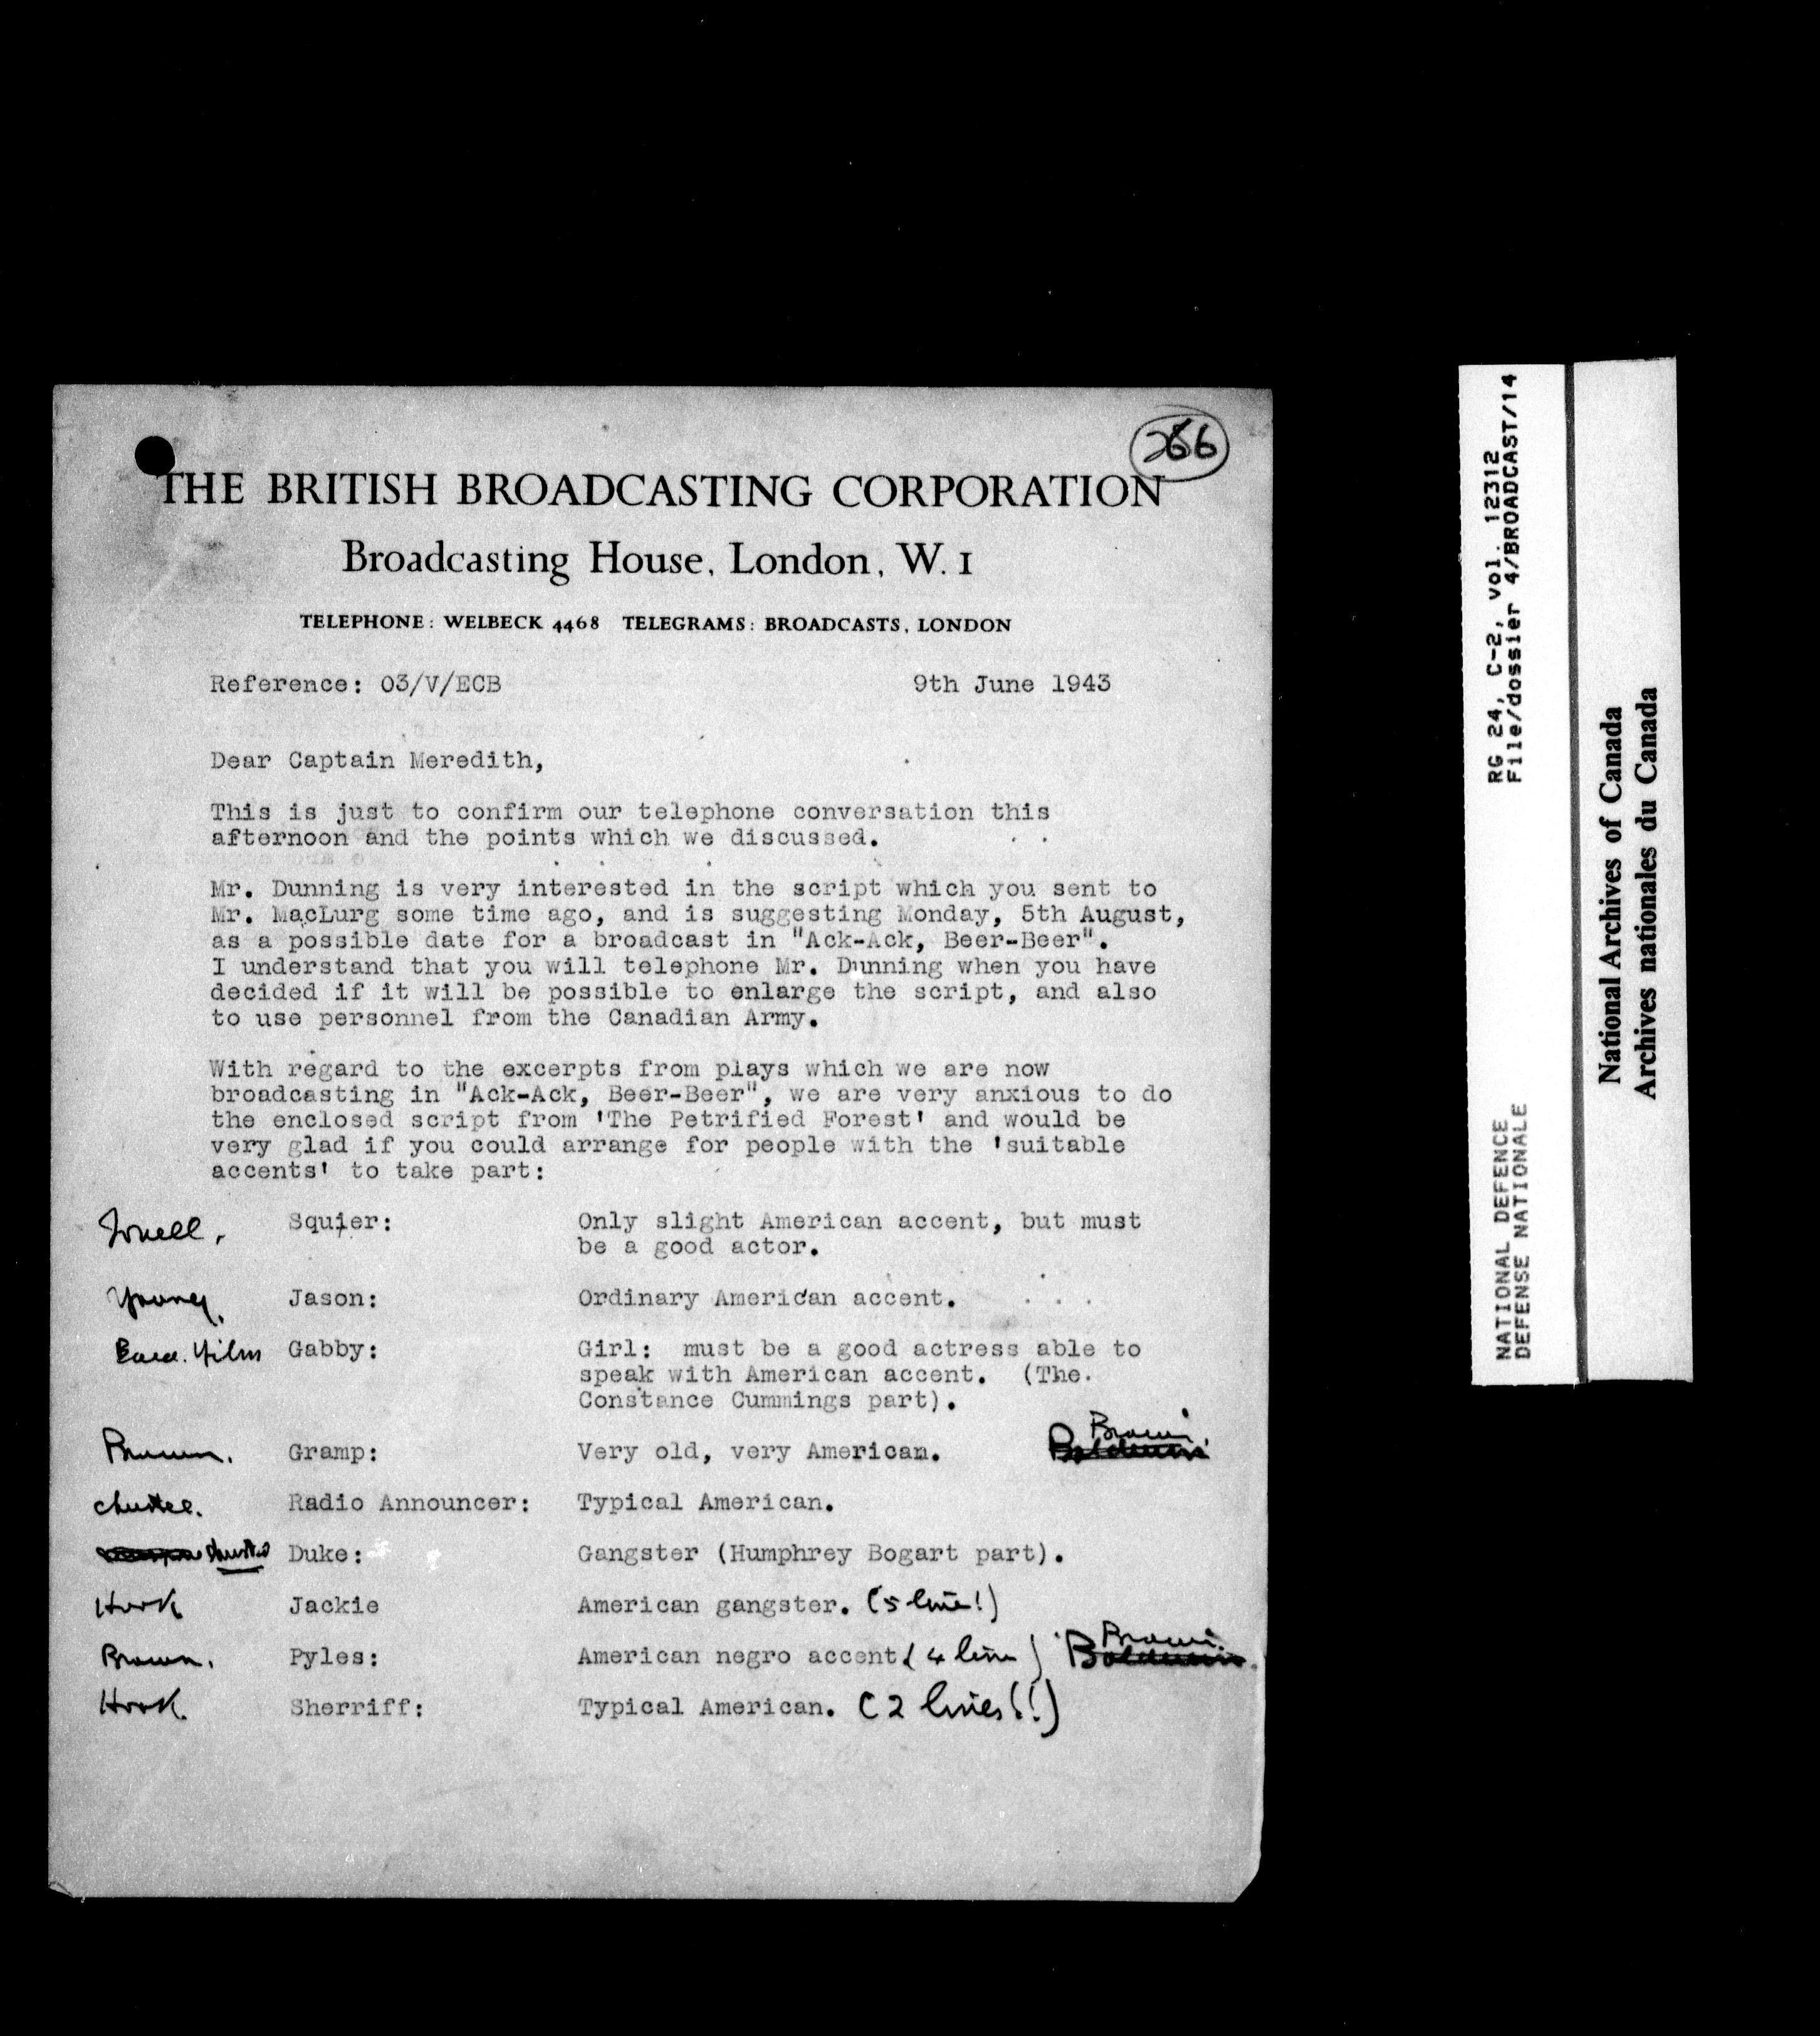 266
THE BRITISH BROADCASTING CORPORATION
Broadcasting House, London, W. 1
TELEPHONE: WELBECK 4468 TELEGRAMS: BROADCASTS, LONDON
Reference: 03/V/ECB 9th June 1943
Dear Captain Meredith,
This is just to confirm our telephone conversation this
afternoon and the points which we discussed.
Mr. Dunning is very interested in the script which you sent to
Mr. MacLurg some time ago, and is suggesting Monday, 5th August,
as a possible date for a broadcast in "Ack-Ack, Beer-Beer".
I understand that you will telephone Mr. Dunning when you have
decided if it will be possible to enlarge the script, and also
to use personnel from the Canadian Army.
With regard to the excerpts from plays which we are now
broadcasting in "Ack-Ack, Beer-Beer", we are very anxious to do
the enclosed script from 'The Petrified Forest' and would be
very glad if you could arrange for people with the 'suitable
accents' to take part:
Squier: Only slight American accent, but must
be a good actor.
Young. Jason: Ordinary American accent.
Gabby: Girl: must be a good actress able to
speak with American accent. (The
Constance Cummings part).
Brown. Gramp: Very old, very American. Brown.
Radio Announcer: Typical American.
Duke: Gangster (Humphrey Bogart part).
Hook Jackie American gangster. (5 line!)
Brown. Pyles: American negro accent (4 line) Brown.
Hook. Sherriff: Typical American. (2 lines!!)
RG 24, C-2, vol. 12312
File/dossier 4/BROADCAST/14
NATIONAL DEFENCE
DEFENSE NATIONALE
National Archives of Canada
Archives nationales du Canada